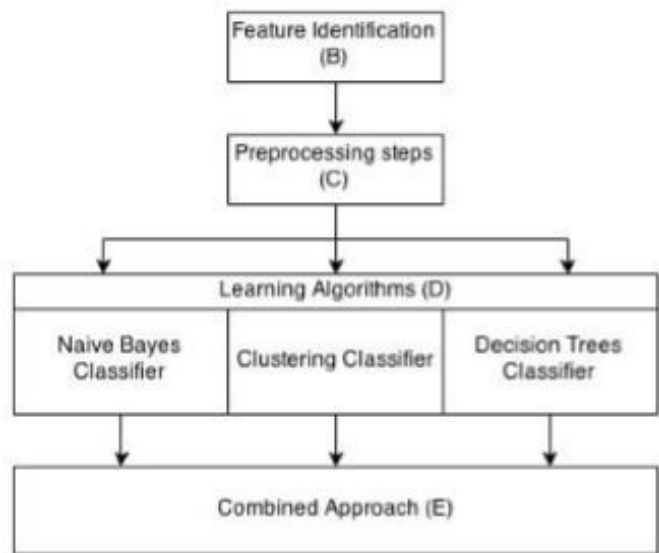 Feature Identification
(B)
Preprocessing steps
(C)
Learning Algorithms (D)
Naive Bayes
Classifier
Clustering Classifier
Decision Trees
Classifier
Combined Approach (E)